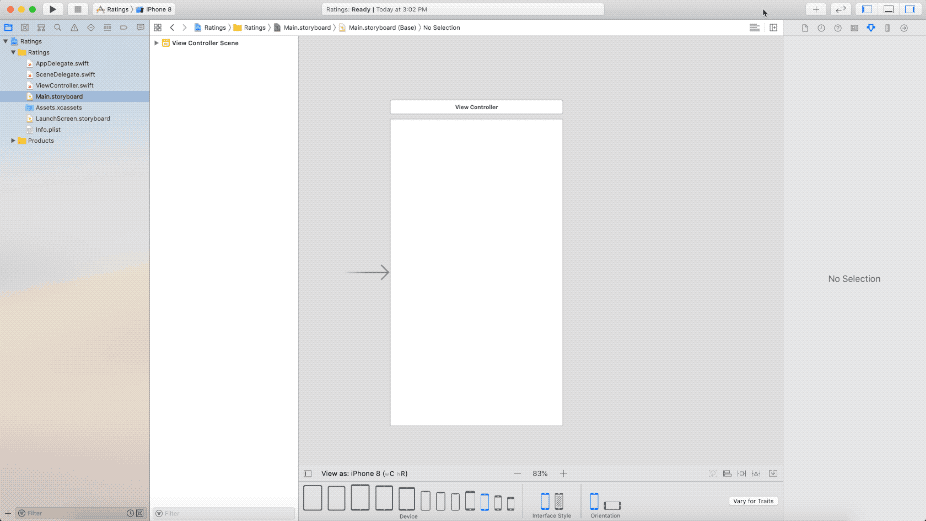 Ratings 〉 iPhone 8
Ratings: Ready | Today at 3:02 PM
Ratings 〉 Ratings 〉 Main.storyboard 〉 Main.storyboard (Base) 〉 No Selection
Ratings
Ratings
AppDelegate.swift
SceneDelegate.swift
ViewController.swift
Main.storyboard
Assets.xcassets
LaunchScreen.storyboard
Info.plist
Products
View Controller Scene
View Controller
No Selection
View as: iPhone 8 (wC hR)
83%
Device
Interface Style
Orientation
Vary for Traits
Filter
Filter